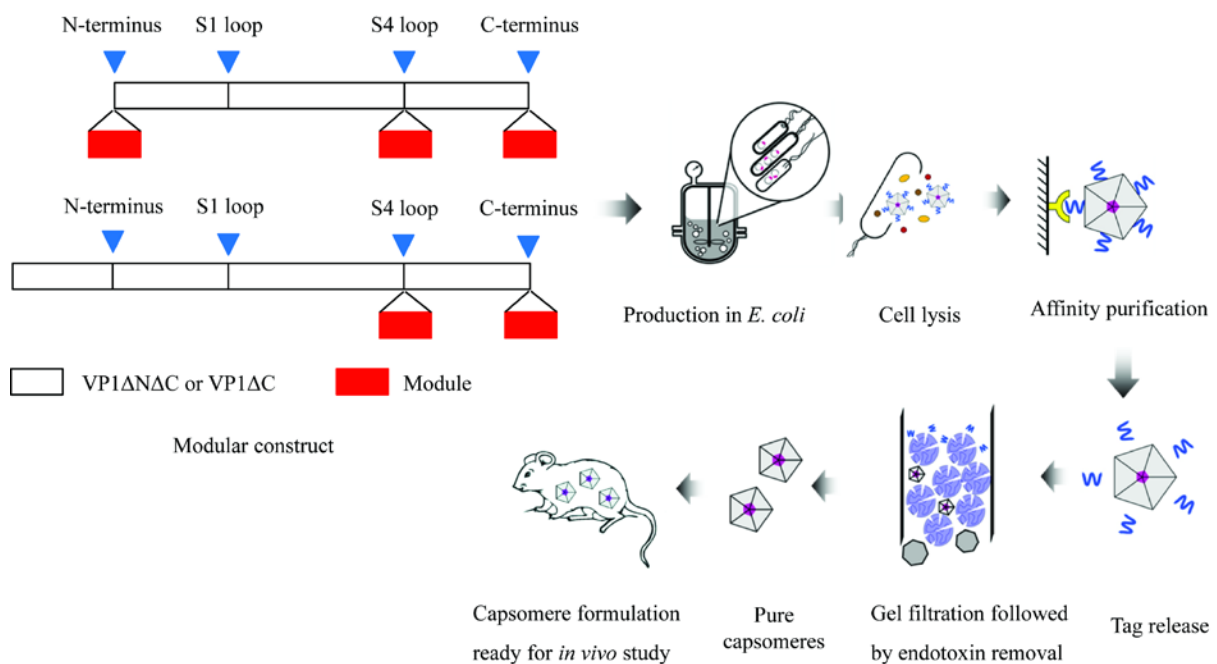 N-terminus S1 loop S4 loop C-terminus
N-terminus S1 loop S4 loop C-terminus
VP1ΔNΔC or VP1ΔC Module
Modular construct
Production in E. coli
Cell lysis
Affinity purification
Tag release
Gel filtration followed
by endotoxin removal
Pure
capsomeres
Capsomere formulation
ready for in vivo study